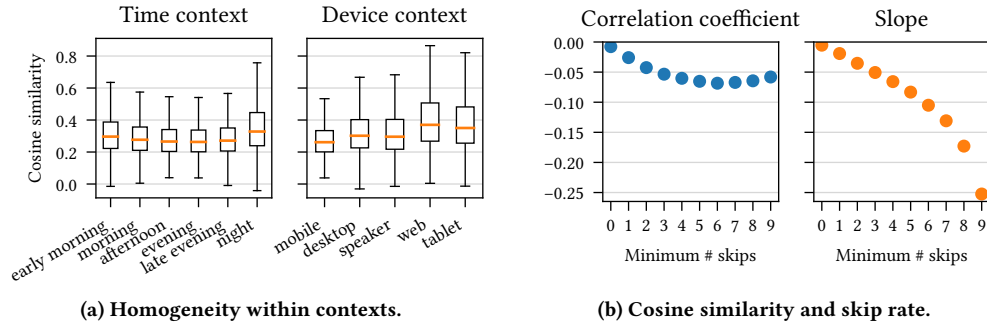 Time context
Device context
Cosine similarity
0.8
0.6
0.4
0.2
0.0
early morning
morning
afternoon
evening
late evening
night
mobile
desktop
speaker
web
tablet
(a) Homogeneity within contexts.
Correlation coefficient
Slope
0.00
−0.05
−0.10
−0.15
−0.20
−0.25
0 1 2 3 4 5 6 7 8 9
Minimum # skips
0 1 2 3 4 5 6 7 8 9
Minimum # skips
(b) Cosine similarity and skip rate.